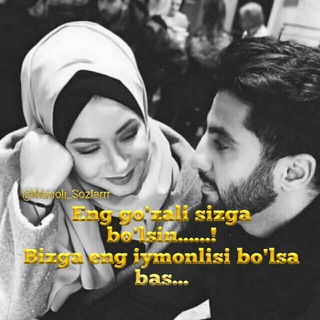 @Manoli_Sozlarrr
Eng go'zali sizga
bo'lsin......!
Bizga eng iymonlisi bo'lsa
bas...